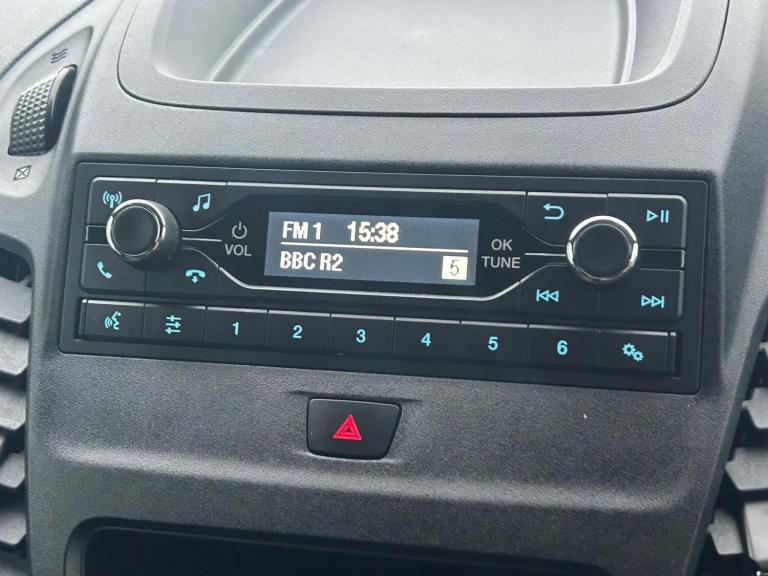 FM 1 15:38
BBC R2 5
VOL
OK
TUNE
1 2 3 4 5 6